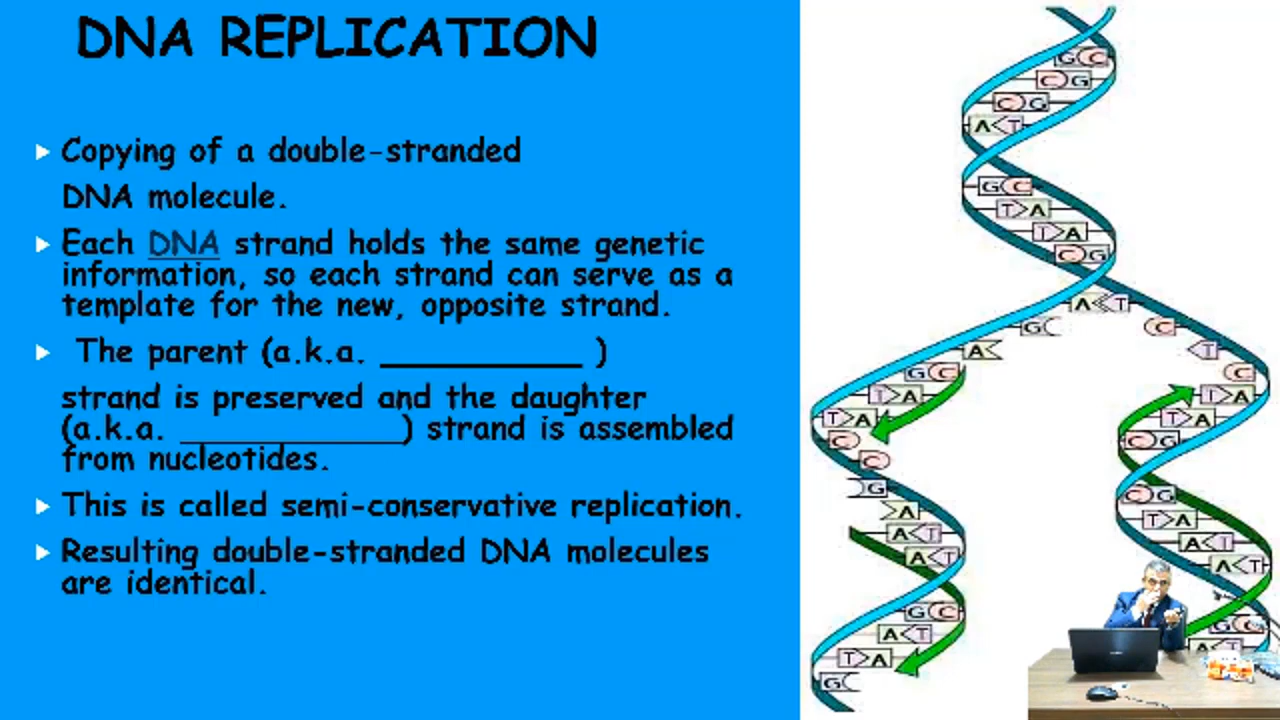 DNA REPLICATION
Copying of a double-stranded
DNA molecule.
Each DNA strand holds the same genetic
information, so each strand can serve as a
template for the new, opposite strand.
The parent (a.k.a. __________ )
strand is preserved and the daughter
(a.k.a. ___________) strand is assembled
from nucleotides.
This is called semi-conservative replication.
Resulting double-stranded DNA molecules
are identical.
G C
C G
C G
A T
G C
T A
T A
C G
A T
G C
A T
G C C
G C T A
T A T A
T A C G
C
C
G C G
A T A
A T A T
A T A T
G C G C
A T A T
T A
G